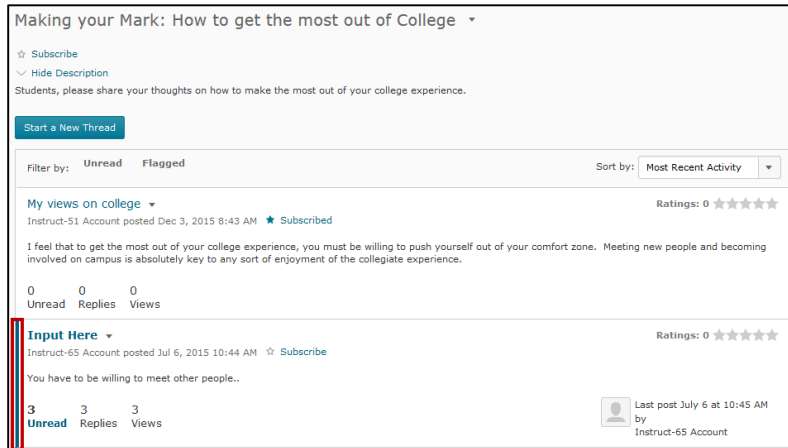 Making your Mark: How to get the most out of College
Subscribe
Hide Description
Students, please share your thoughts on how to make the most out of your college experience.
Start a New Thread
Filter by: Unread Flagged Sort by: Most Recent Activity
My views on college Ratings: 0
Instruct-51 Account posted Dec 3, 2015 8:43 AM Subscribed
I feel that to get the most out of your college experience, you must be willing to push yourself out of your comfort zone. Meeting new people and becoming
involved on campus is absolutely key to any sort of enjoyment of the collegiate experience.
0 0 0
Unread Replies Views
Input Here Ratings: 0
Instruct-65 Account posted Jul 6, 2015 10:44 AM Subscribe
You have to be willing to meet other people..
3 3 3
Unread Replies Views
Last post July 6 at 10:45 AM
by
Instruct-65 Account